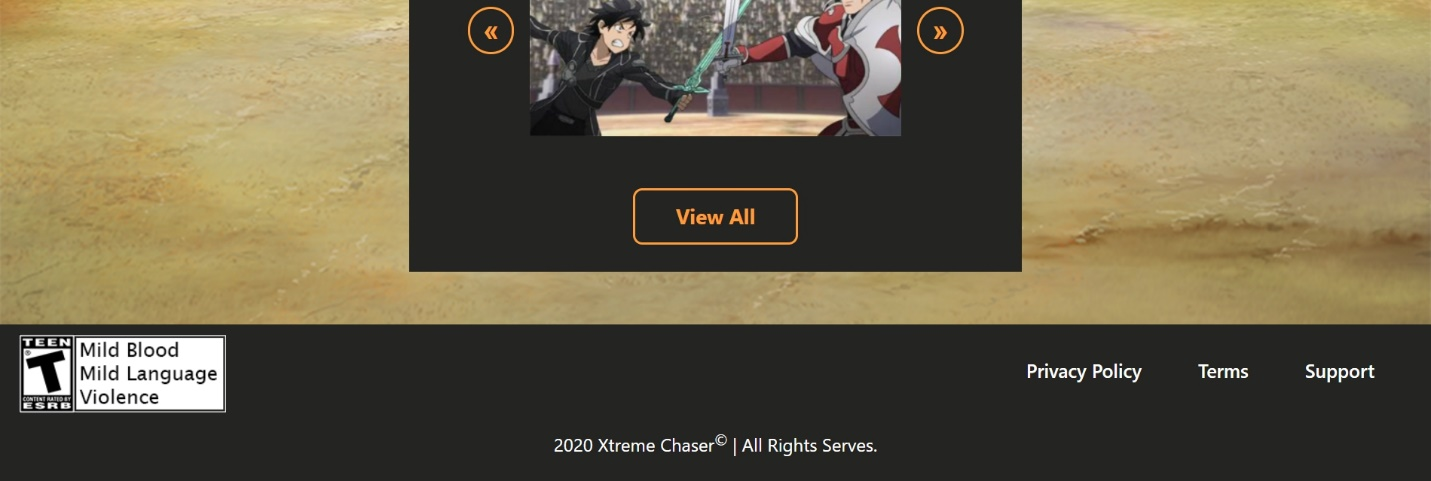 «
»
View All
TEEN
T
®
CONTENT RATED BY
ESRB
Mild Blood
Mild Language
Violence
Privacy Policy Terms Support
2020 Xtreme Chaser© | All Rights Serves.